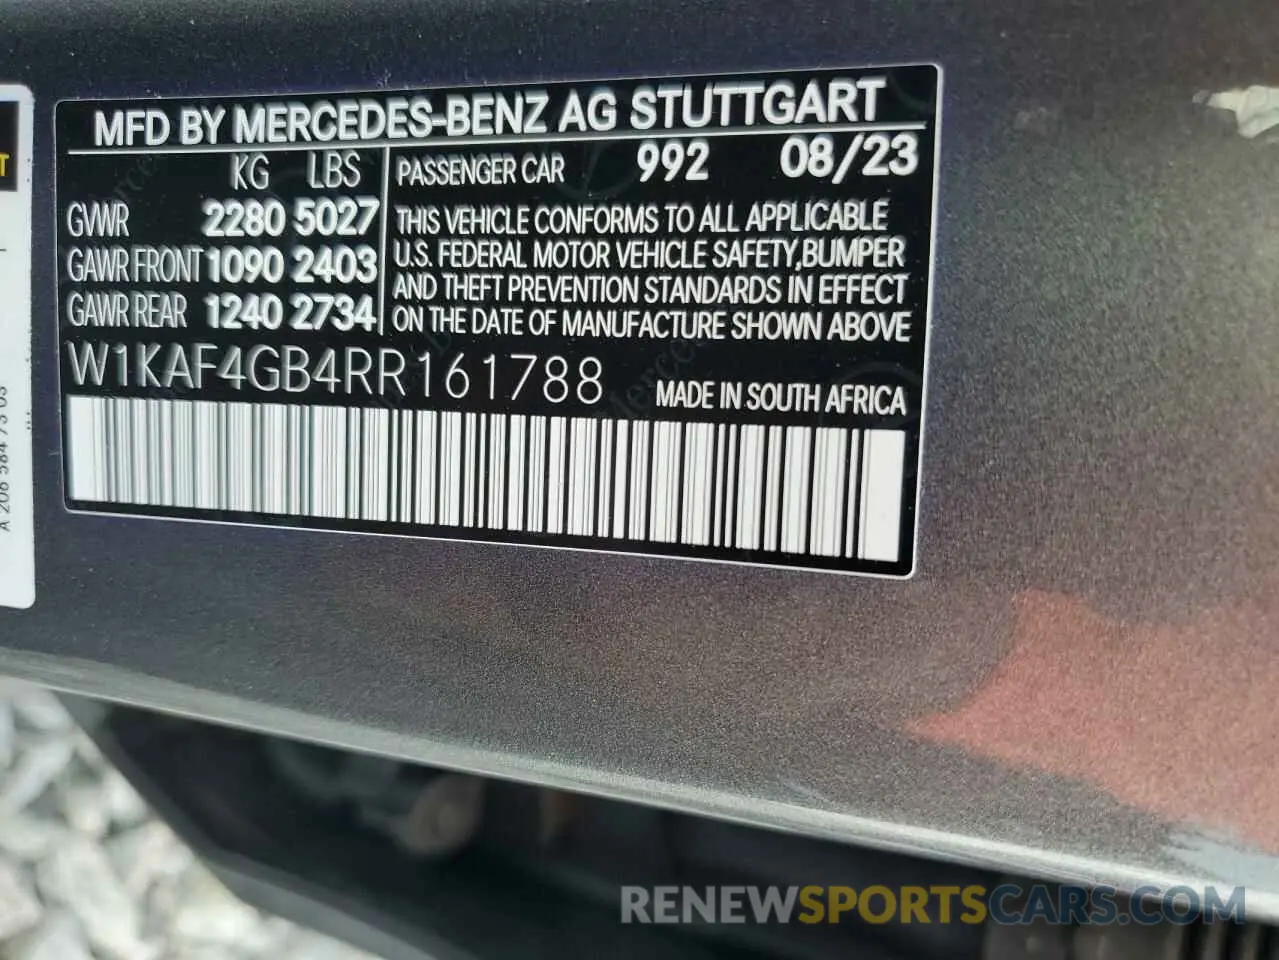 MFD BY MERCEDES-BENZ AG STUTTGART
KG LBS
GVWR 2280 5027
GAWR FRONT 1090 2403
GAWR REAR 1240 2734
PASSENGER CAR 992 08/23
THIS VEHICLE CONFORMS TO ALL APPLICABLE
U.S. FEDERAL MOTOR VEHICLE SAFETY, BUMPER
AND THEFT PREVENTION STANDARDS IN EFFECT
ON THE DATE OF MANUFACTURE SHOWN ABOVE
W1KAF4GB4RR161788
MADE IN SOUTH AFRICA
RENEWSPORTSCARS.COM